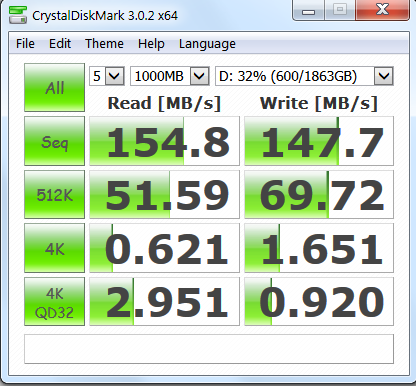 CrystalDiskMark 3.0.2 x64
File Edit Theme Help Language
All 5 1000MB D: 32% (600/1863GB)
Read [MB/s] Write [MB/s]
Seq 154.8 147.7
512K 51.59 69.72
4K 0.621 1.651
4K
QD32 2.951 0.920